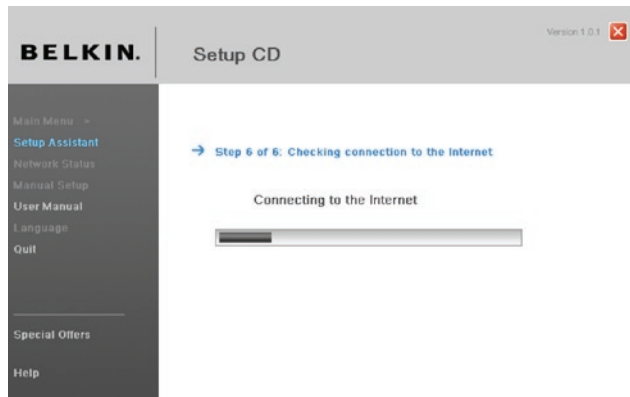 BELKIN.
Setup CD
Version 1.0.1
Main Menu >
Setup Assistant
Network Status
Manual Setup
User Manual
Language
Quit
Special Offers
Help
Step 6 of 6: Checking connection to the Internet
Connecting to the Internet